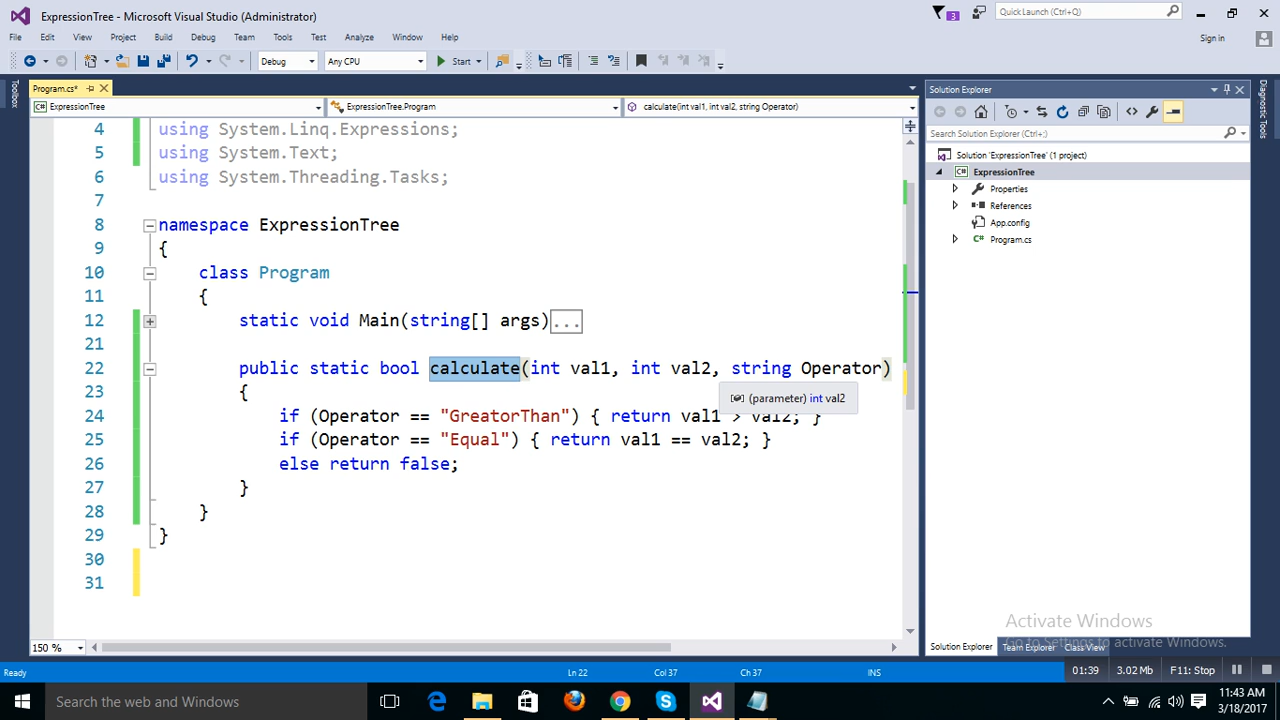 ExpressionTree - Microsoft Visual Studio (Administrator)
3
Quick Launch (Ctrl+Q)
File Edit View Project Build Debug Team Tools Test Analyze Window Help
Sign in
Debug Any CPU Start
Toolbox
Program.cs*
ExpressionTree ExpressionTree.Program calculate(int val1, int val2, string Operator)
4 using System.Linq.Expressions;
5 using System.Text;
6 using System.Threading.Tasks;
7
8 namespace ExpressionTree
9 {
10 class Program
11 {
12 static void Main(string[] args)...
21
22 public static bool calculate(int val1, int val2, string Operator)
23 {
(parameter) int val2
24 if (Operator == "GreatorThan") { return val1 > val2; }
25 if (Operator == "Equal") { return val1 == val2; }
26 else return false;
27 }
28 }
29 }
30
31
150 %
Solution Explorer
Search Solution Explorer (Ctrl+;)
Solution 'ExpressionTree' (1 project)
C# ExpressionTree
Properties
References
App.config
C# Program.cs
Diagnostic Tools
Activate Windows
Go to Settings to activate Windows.
Solution Explorer Team Explorer Class View
Ready Ln 22 Col 37 Ch 37 INS
01:39 3.02 Mb F11: Stop
Search the web and Windows
11:43 AM
3/18/2017